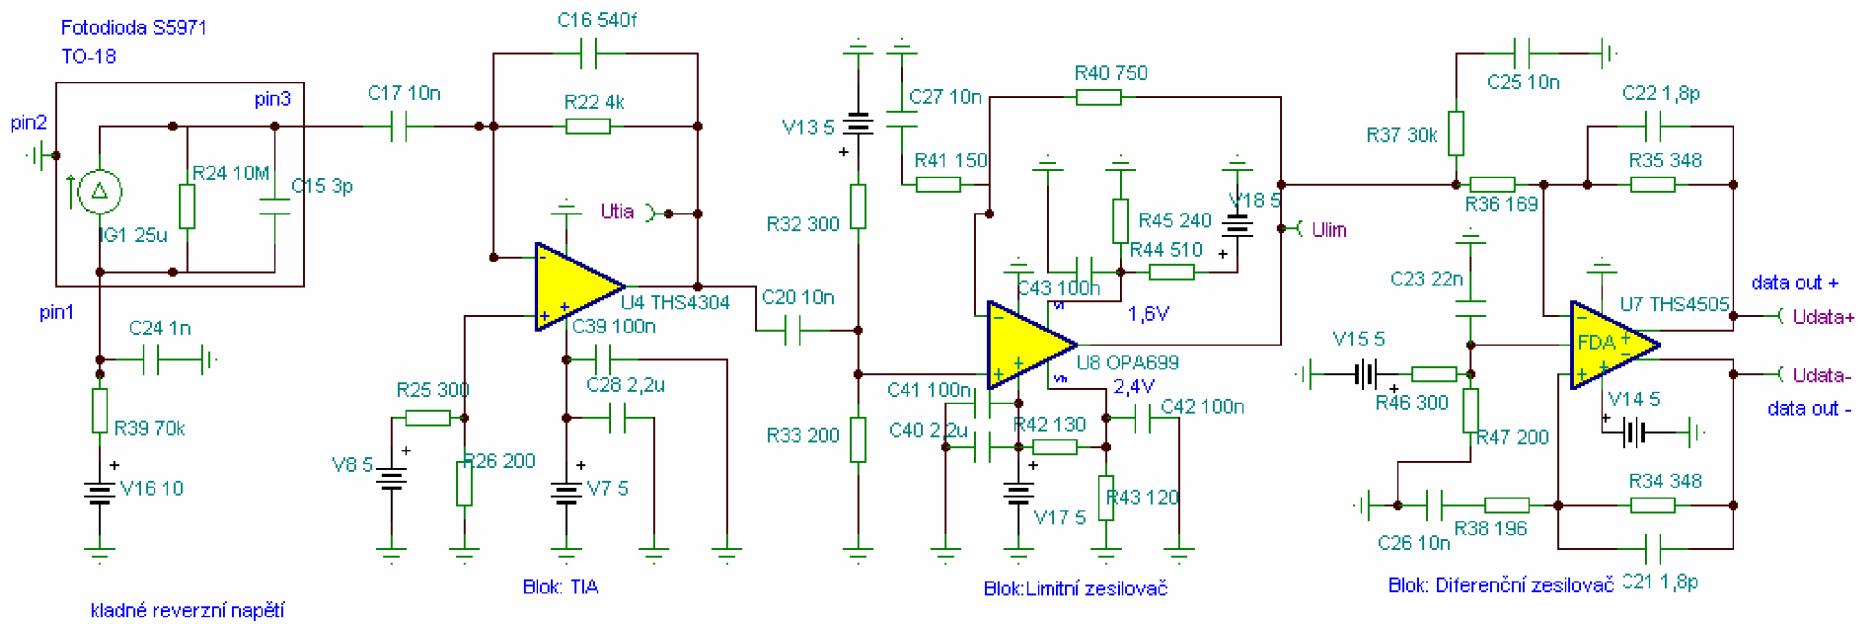 Fotodioda S5971
TO-18
pin2
pin3
pin1
R24 10M
C15 3p
IG1 25u
C24 1n
R39 70k
V16 10
kladné reverzní napětí
C16 540f
C17 10n
R22 4k
Utia
U4 THS4304
C39 100n
C28 2,2u
R25 300
V8 5
R26 200
V7 5
Blok: TIA
C20 10n
V13 5
C27 10n
R41 150
R32 300
R33 200
R40 750
V18 5
R45 240
R44 510
C43 100n
1,6V
U8 OPA699
2,4V
C41 100n
C40 2,2u
R42 130
C42 100n
R43 120
V17 5
Blok:Limitní zesilovač
Ulim
C25 10n
R37 30k
C22 1,8p
R35 348
R36 169
C23 22n
V15 5
R46 300
R47 200
U7 THS4505
FDA
data out +
Udata+
Udata-
data out -
V14 5
R34 348
R38 196
C26 10n
C21 1,8p
Blok: Diferenční zesilovač